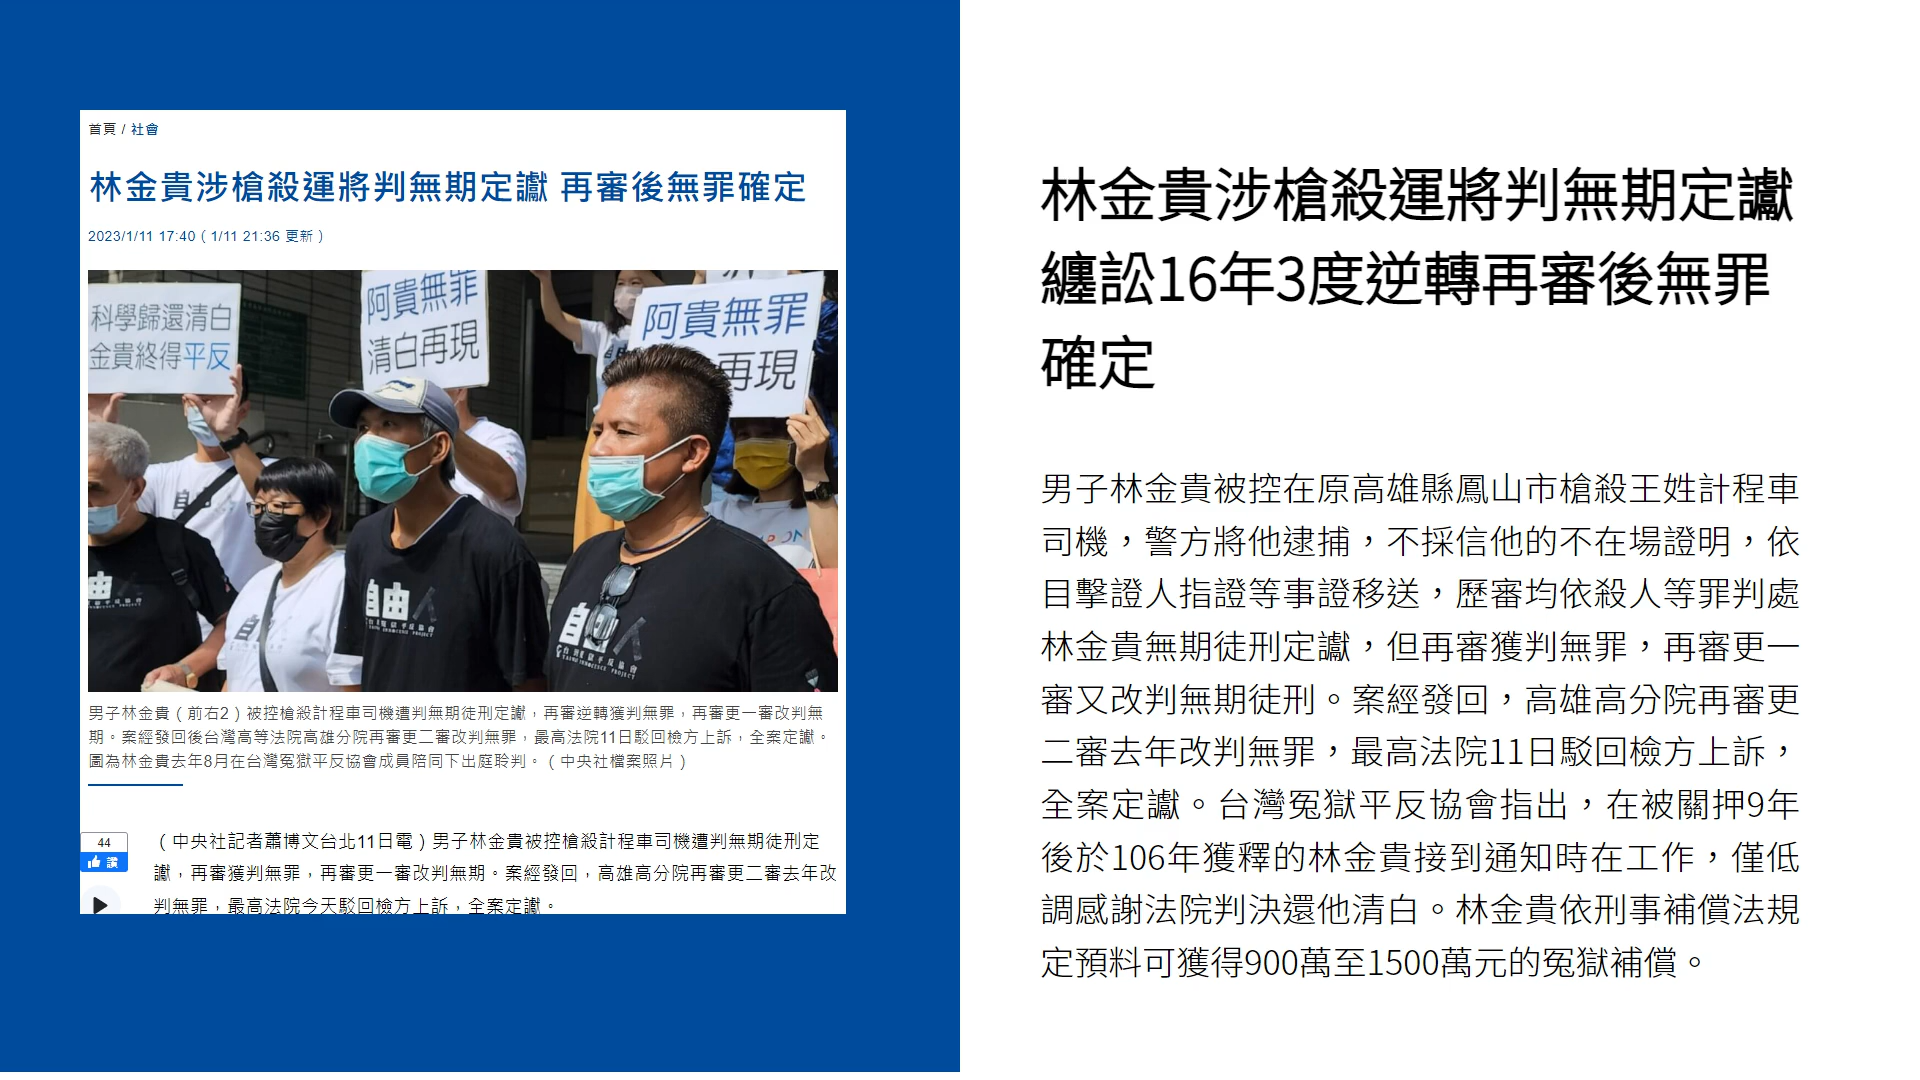 首頁 / 社會
林金貴涉槍殺運將判無期定讞 再審後無罪確定
2023/1/11 17:40（1/11 21:36 更新）
科學歸還清白
金貴終得平反
阿貴無罪
清白再現
阿貴無罪
再現
自由
台灣冤獄平反協會
TAIWAN INNOCENCE PROJECT
男子林金貴（前右2）被控槍殺計程車司機遭判無期徒刑定讞，再審逆轉獲判無罪，再審更一審改判無
期。案經發回後台灣高等法院高雄分院再審更二審改判無罪，最高法院11日駁回檢方上訴，全案定讞。
圖為林金貴去年8月在台灣冤獄平反協會成員陪同下出庭聆判。（中央社檔案照片）
44
讚
（中央社記者蕭博文台北11日電）男子林金貴被控槍殺計程車司機遭判無期徒刑定
讞，再審獲判無罪，再審更一審改判無期。案經發回，高雄高分院再審更二審去年改
判無罪，最高法院今天駁回檢方上訴，全案定讞。
林金貴涉槍殺運將判無期定讞
纏訟16年3度逆轉再審後無罪
確定
男子林金貴被控在原高雄縣鳳山市槍殺王姓計程車
司機，警方將他逮捕，不採信他的不在場證明，依
目擊證人指證等事證移送，歷審均依殺人等罪判處
林金貴無期徒刑定讞，但再審獲判無罪，再審更一
審又改判無期徒刑。案經發回，高雄高分院再審更
二審去年改判無罪，最高法院11日駁回檢方上訴，
全案定讞。台灣冤獄平反協會指出，在被關押9年
後於106年獲釋的林金貴接到通知時在工作，僅低
調感謝法院判決還他清白。林金貴依刑事補償法規
定預料可獲得900萬至1500萬元的冤獄補償。